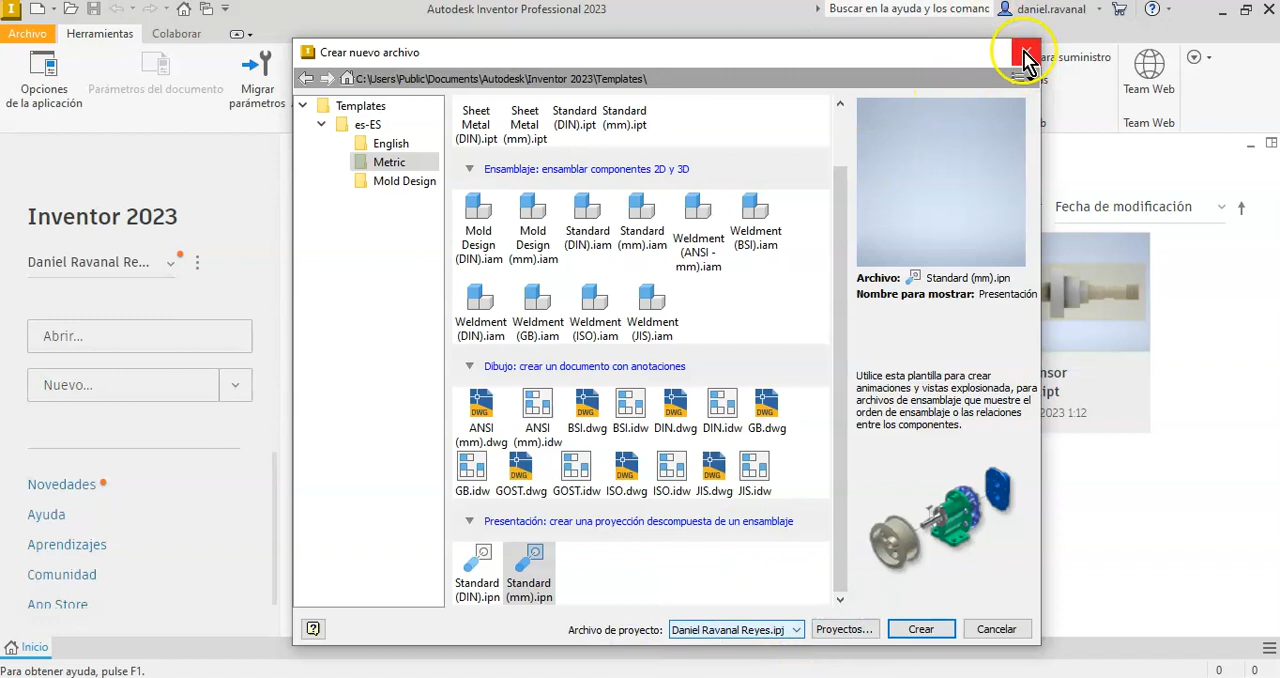 Autodesk Inventor Professional 2023
Buscar en la ayuda y los comanc
daniel.ravanal
Archivo
Herramientas
Colaborar
Opciones
de la aplicación
Parámetros del documento
Migrar
parámetros
ara suministro
Team Web
Team Web
Crear nuevo archivo
C:\Users\Public\Documents\Autodesk\Inventor 2023\Templates\
Templates
es-ES
English
Metric
Mold Design
Sheet Metal (DIN).ipt
Sheet Metal (mm).ipt
Standard (DIN).ipt
Standard (mm).ipt
Ensamblaje: ensamblar componentes 2D y 3D
Mold Design (DIN).iam
Mold Design (mm).iam
Standard (DIN).iam
Standard (mm).iam
Weldment (ANSI - mm).iam
Weldment (BSI).iam
Weldment (DIN).iam
Weldment (GB).iam
Weldment (ISO).iam
Weldment (JIS).iam
Dibujo: crear un documento con anotaciones
ANSI (mm).dwg
ANSI (mm).idw
BSI.dwg
BSI.idw
DIN.dwg
DIN.idw
GB.dwg
GB.idw
GOST.dwg
GOST.idw
ISO.dwg
ISO.idw
JIS.dwg
JIS.idw
Presentación: crear una proyección descompuesta de un ensamblaje
Standard (DIN).ipn
Standard (mm).ipn
Archivo: Standard (mm).ipn
Nombre para mostrar: Presentación
Utilice esta plantilla para crear
animaciones y vistas explosionada, para
archivos de ensamblaje que muestre el
orden de ensamblaje o las relaciones
entre los componentes.
Archivo de proyecto:
Daniel Ravanal Reyes.ipj
Proyectos...
Crear
Cancelar
Inventor 2023
Daniel Ravanal Re...
Abrir...
Nuevo...
Novedades
Ayuda
Aprendizajes
Comunidad
App Store
Fecha de modificación
nsor
ipt
2023 1:12
Inicio
Para obtener ayuda, pulse F1.
0 0